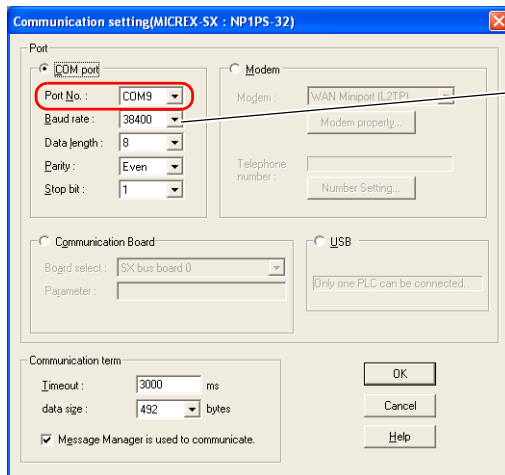 Communication setting(MICREX-SX : NP1PS-32)
Port
COM port
Port No. : COM9
Baud rate : 38400
Data length : 8
Parity : Even
Stop bit : 1
Modem
Modem : WAN Miniport (L2TP)
Modem property...
Telephone
number :
Number Setting...
Communication Board
Board select : SX bus board 0
Parameter :
USB
Only one PLC can be connected.
Communication term
Timeout : 3000 ms
data size : 492 bytes
Message Manager is used to communicate.
OK
Cancel
Help